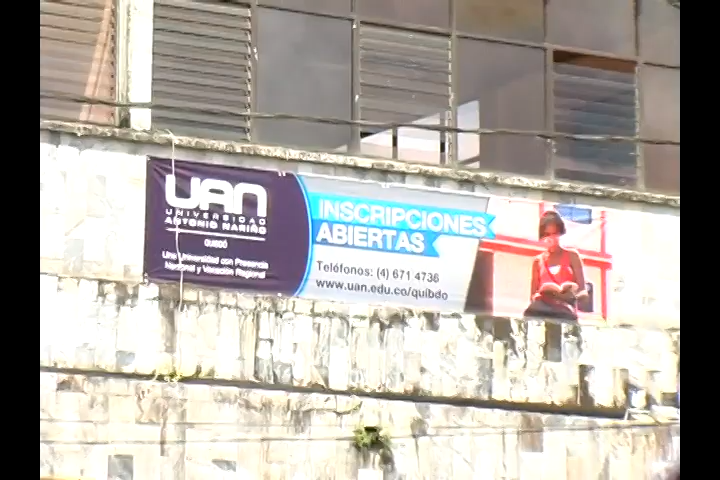 UAN
UNIVERSIDAD
ANTONIO NARIÑO
QUIBDÓ
Una Universidad con Presencia
Nacional y Vocación Regional
INSCRIPCIONES
ABIERTAS
Teléfonos: (4) 671 4736
www.uan.edu.co/quibdo